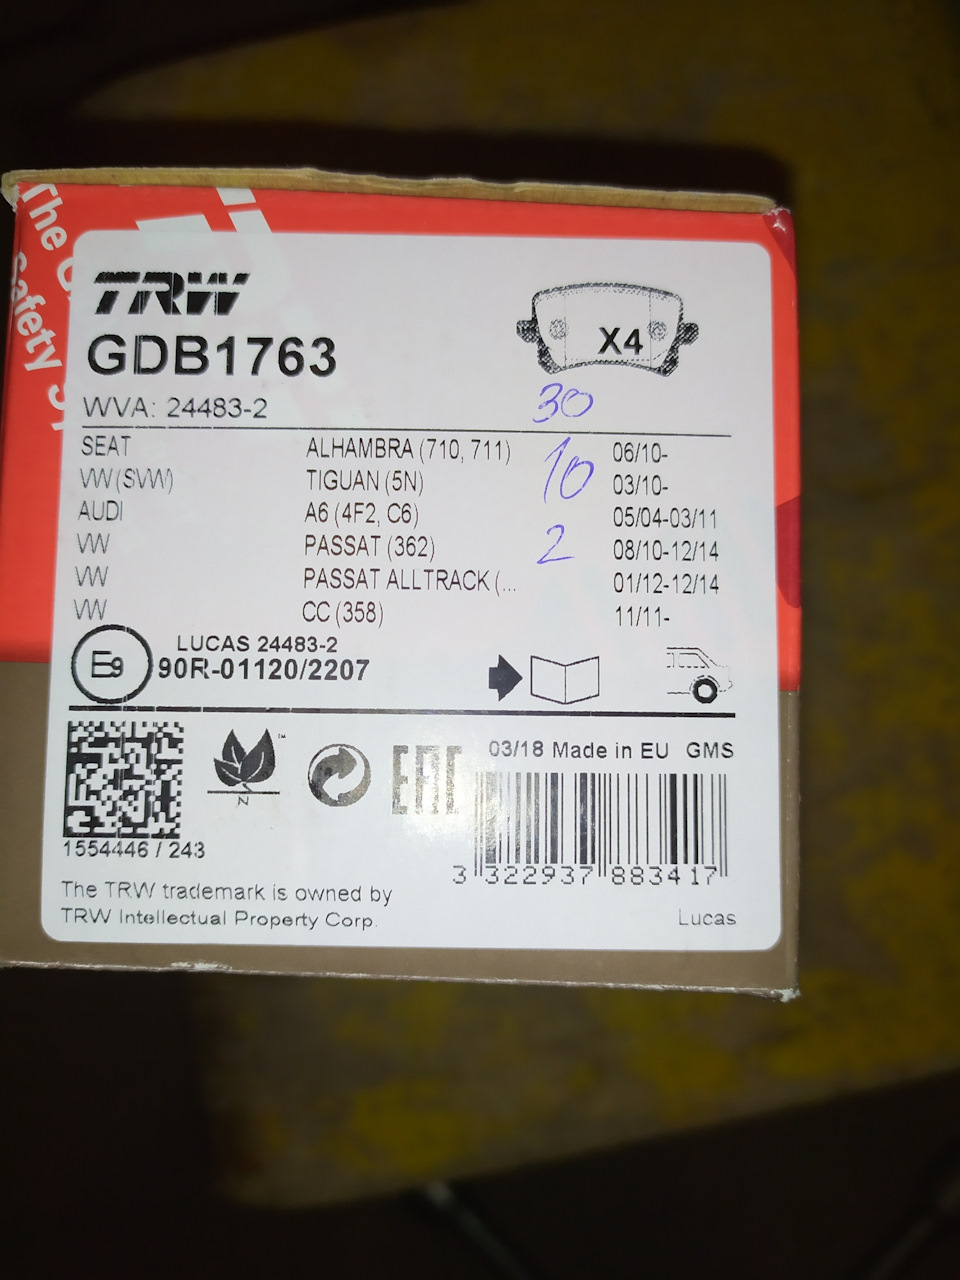 The
Safety
TRW
GDB1763
X4
WVA: 24483-2
30
SEAT ALHAMBRA (710, 711) 06/10-
10
VW(SVW) TIGUAN (5N) 03/10-
AUDI A6 (4F2, C6) 05/04-03/11
2
VW PASSAT (362) 08/10-12/14
VW PASSAT ALLTRACK (... 01/12-12/14
VW CC (358) 11/11-
LUCAS 24483-2
E9 90R-01120/2207
™
N
EAC
03/18 Made in EU GMS
1554446 / 243
3 322937 883417
The TRW trademark is owned by
TRW Intellectual Property Corp.
Lucas